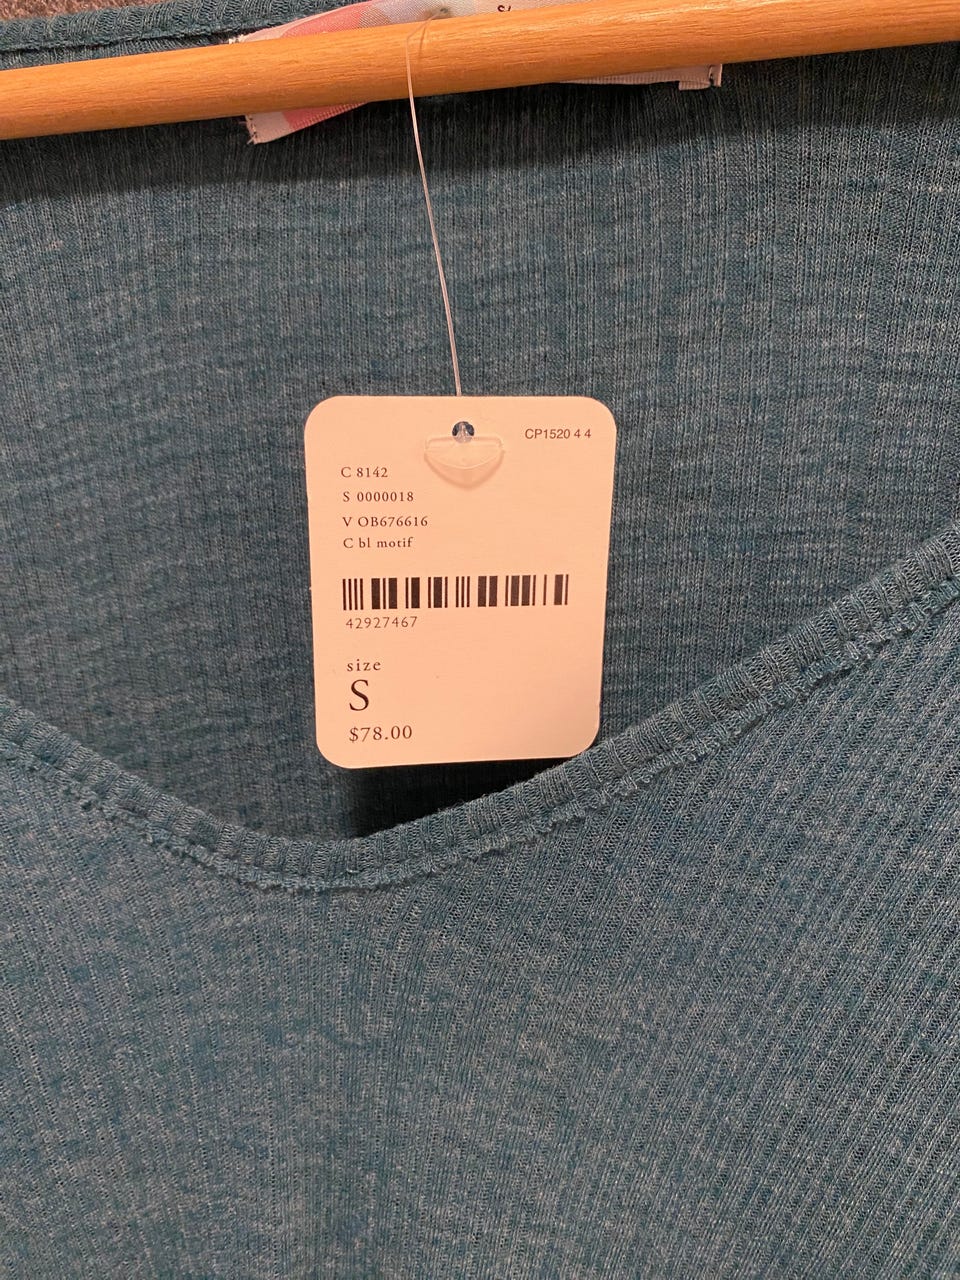 S/
CP1520 4 4
C 8142
S 0000018
V OB676616
C bl motif
42927467
size
S
$78.00